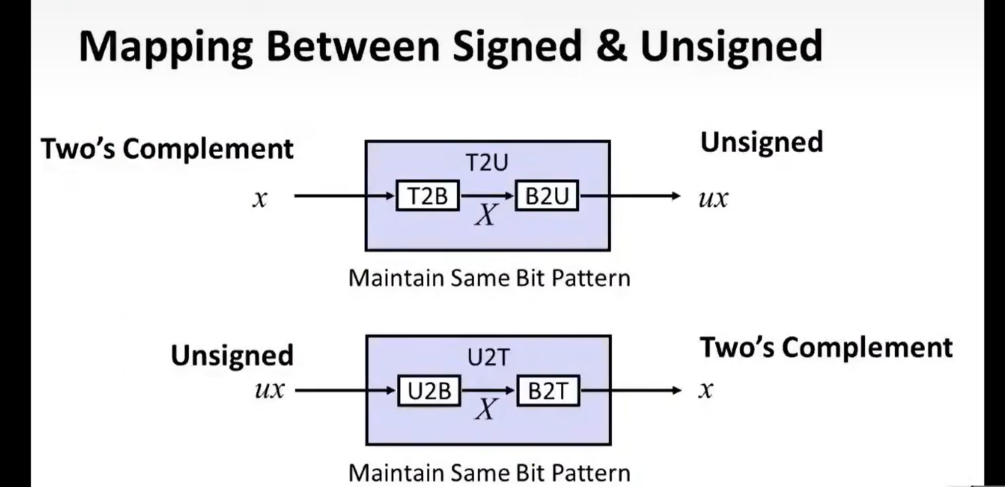 Mapping Between Signed & Unsigned
Two's Complement
Unsigned
T2U
x
T2B
X
B2U
ux
Maintain Same Bit Pattern
Unsigned
Two's Complement
U2T
ux
U2B
X
B2T
x
Maintain Same Bit Pattern